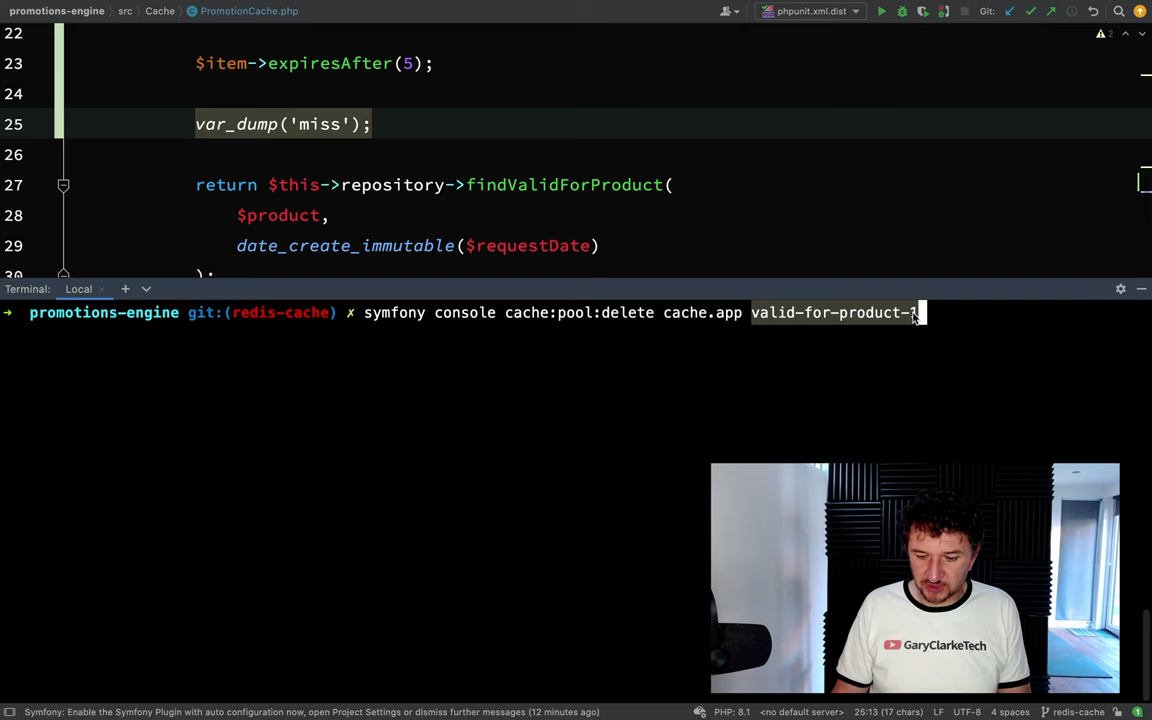 promotions-engine src Cache PromotionCache.php phpunit.xml.dist Git:
22
23 $item->expiresAfter(5);
2
24
25 var_dump('miss');
26
27 return $this->repository->findValidForProduct(
28 $product,
29 date_create_immutable($requestDate)
30 );
Terminal: Local
promotions-engine git:(redis-cache) ✗ symfony console cache:pool:delete cache.app valid-for-product-1
GaryClarkeTech
Symfony: Enable the Symfony Plugin with auto configuration now, open Project Settings or dismiss further messages (12 minutes ago) PHP: 8.1 <no default server> 25:13 (17 chars) LF UTF-8 4 spaces redis-cache 1